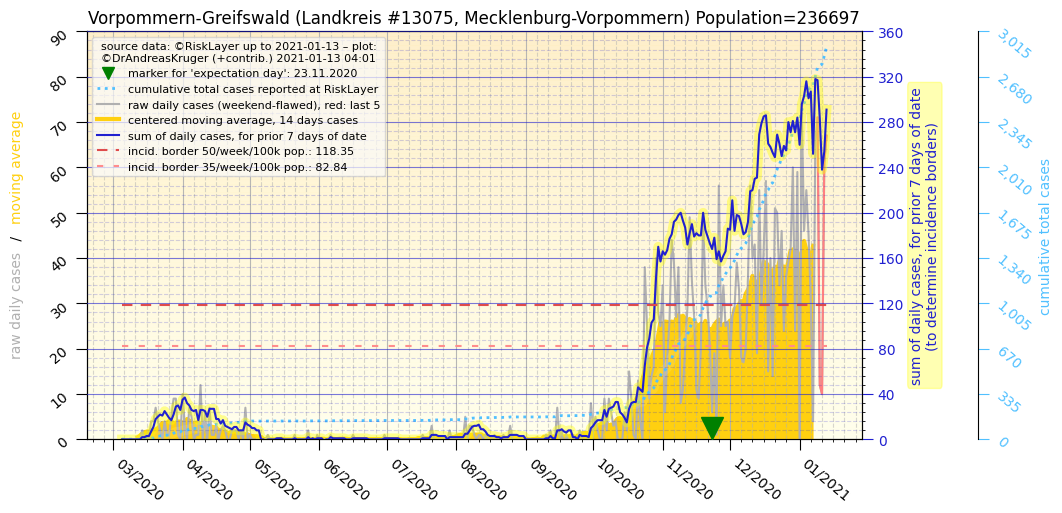 Vorpommern-Greifswald (Landkreis #13075, Mecklenburg-Vorpommern) Population=236697
source data: ©RiskLayer up to 2021-01-13 – plot:
©DrAndreasKruger (+contrib.) 2021-01-13 04:01
marker for 'expectation day': 23.11.2020
cumulative total cases reported at RiskLayer
raw daily cases (weekend-flawed), red: last 5
centered moving average, 14 days cases
sum of daily cases, for prior 7 days of date
incid. border 50/week/100k pop.: 118.35
incid. border 35/week/100k pop.: 82.84
raw daily cases / moving average
90
80
70
60
50
40
30
20
10
0
03/2020
04/2020
05/2020
06/2020
07/2020
08/2020
09/2020
10/2020
11/2020
12/2020
01/2021
360
320
280
240
200
160
120
80
40
0
sum of daily cases, for prior 7 days of date
(to determine incidence borders)
3,015
2,680
2,345
2,010
1,675
1,340
1,005
670
335
0
cumulative total cases